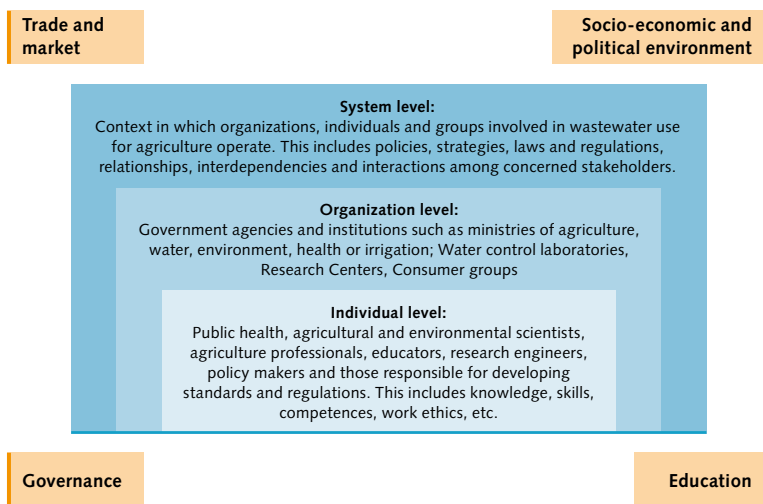 Trade and
market
Socio-economic and
political environment
System level:
Context in which organizations, individuals and groups involved in wastewater use
for agriculture operate. This includes policies, strategies, laws and regulations,
relationships, interdependencies and interactions among concerned stakeholders.
Organization level:
Government agencies and institutions such as ministries of agriculture,
water, environment, health or irrigation; Water control laboratories,
Research Centers, Consumer groups
Individual level:
Public health, agricultural and environmental scientists,
agriculture professionals, educators, research engineers,
policy makers and those responsible for developing
standards and regulations. This includes knowledge, skills,
competences, work ethics, etc.
Governance
Education